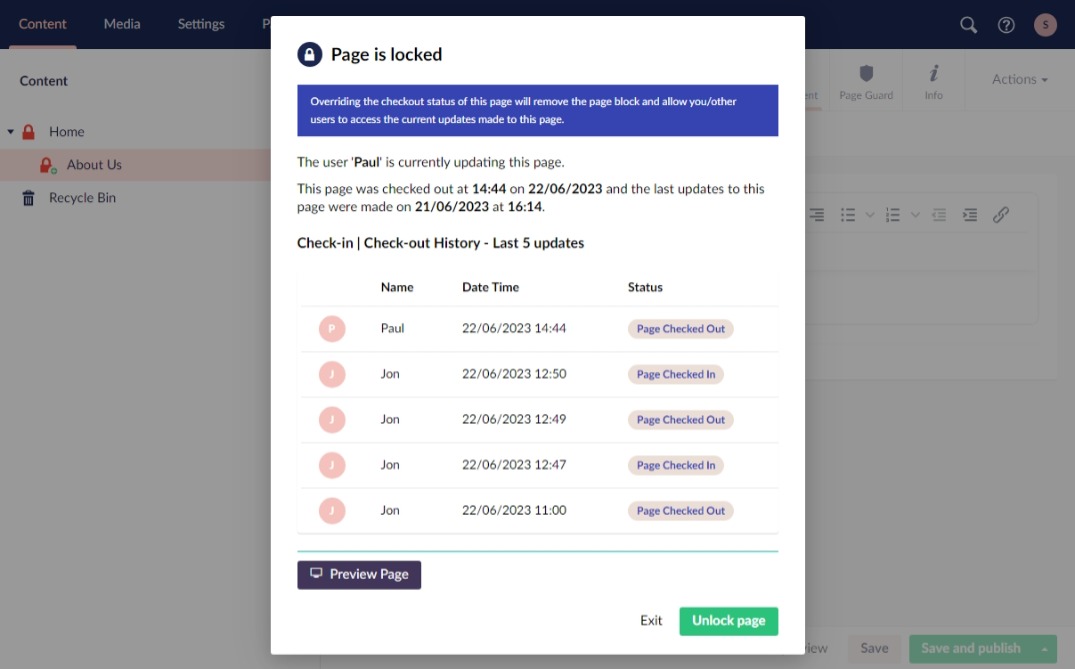 Content Media Settings P S
Content
Home
About Us
Recycle Bin
Page is locked
Overriding the checkout status of this page will remove the page block and allow you/other
users to access the current updates made to this page.
The user 'Paul' is currently updating this page.
This page was checked out at 14:44 on 22/06/2023 and the last updates to this
page were made on 21/06/2023 at 16:14.
Check-in | Check-out History - Last 5 updates
Name Date Time Status
P Paul 22/06/2023 14:44 Page Checked Out
J Jon 22/06/2023 12:50 Page Checked In
J Jon 22/06/2023 12:49 Page Checked Out
J Jon 22/06/2023 12:47 Page Checked In
J Jon 22/06/2023 11:00 Page Checked Out
Preview Page
Exit Unlock page
Page Guard Info Actions
Save Save and publish